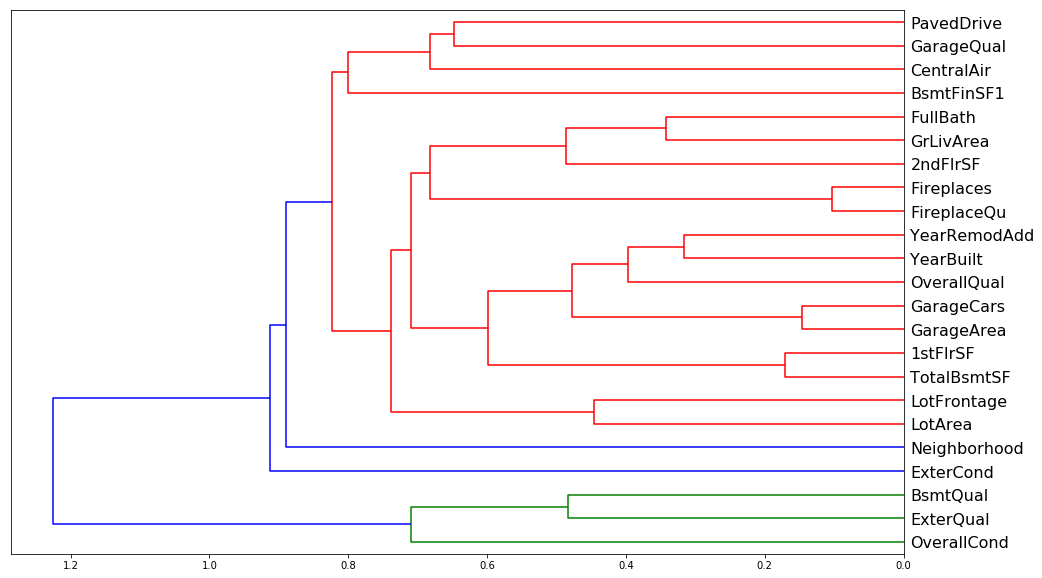 PavedDrive
GarageQual
CentralAir
BsmtFinSF1
FullBath
GrLivArea
2ndFlrSF
Fireplaces
FireplaceQu
YearRemodAdd
YearBuilt
OverallQual
GarageCars
GarageArea
1stFlrSF
TotalBsmtSF
LotFrontage
LotArea
Neighborhood
ExterCond
BsmtQual
ExterQual
OverallCond
1.2 1.0 0.8 0.6 0.4 0.2 0.0